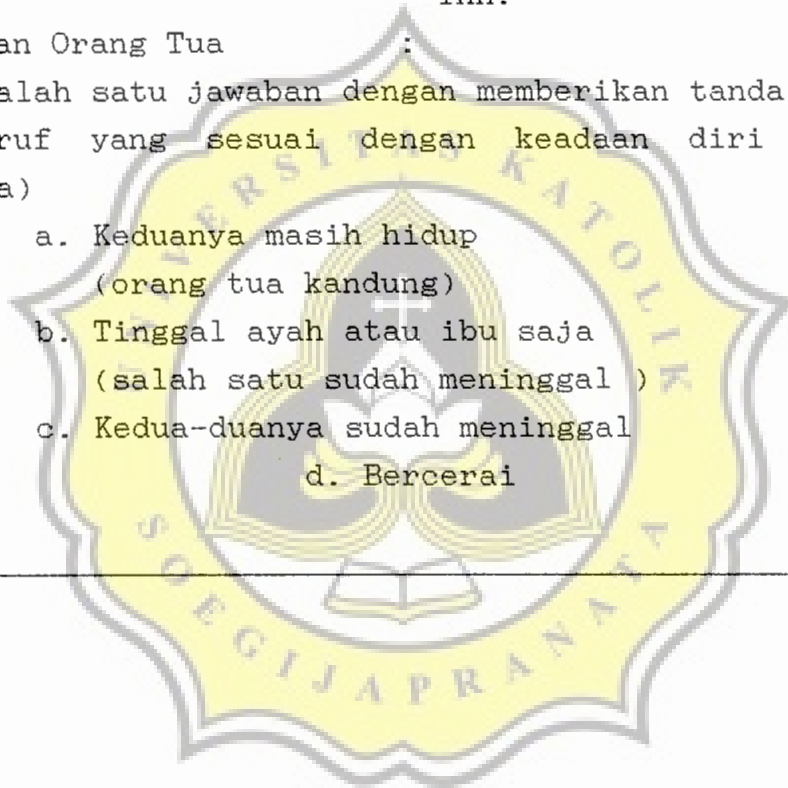 an Orang Tua :
alah satu jawaban dengan memberikan tanda
ruf yang sesuai dengan keadaan diri
a)
a. Keduanya masih hidup
(orang tua kandung)
b. Tinggal ayah atau ibu saja
(salah satu sudah meninggal )
c. Kedua-duanya sudah meninggal
d. Bercerai
UNIVERSITAS KATOLIK
SOEGIJAPRANATA